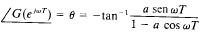 ∠G(e^{jωT}) = θ = −tan⁻¹ a sen ωT / 1 − a cos ωT